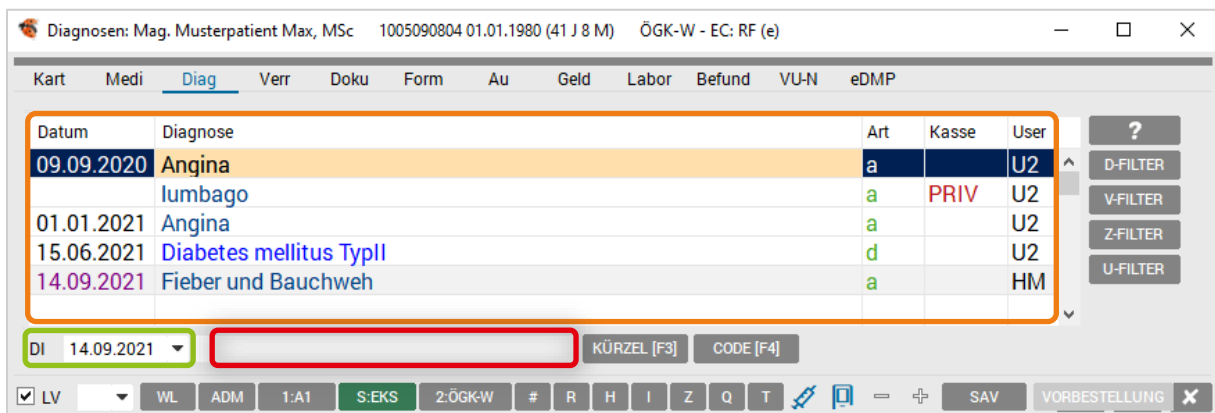 Diagnosen: Mag. Musterpatient Max, MSc 1005090804 01.01.1980 (41 J 8 M) ÖGK-W - EC: RF (e)
Kart Medi Diag Verr Doku Form Au Geld Labor Befund VU-N eDMP
Datum Diagnose Art Kasse User ?
09.09.2020 Angina a U2 D-FILTER
lumbago a PRIV U2 V-FILTER
01.01.2021 Angina a U2
Z-FILTER
15.06.2021 Diabetes mellitus TypII d U2
14.09.2021 Fieber und Bauchweh a HM U-FILTER
DI 14.09.2021 KÜRZEL [F3] CODE [F4]
LV WL ADM 1:A1 S:EKS 2:ÖGK-W # R H I Z Q T SAV VORBESTELLUNG